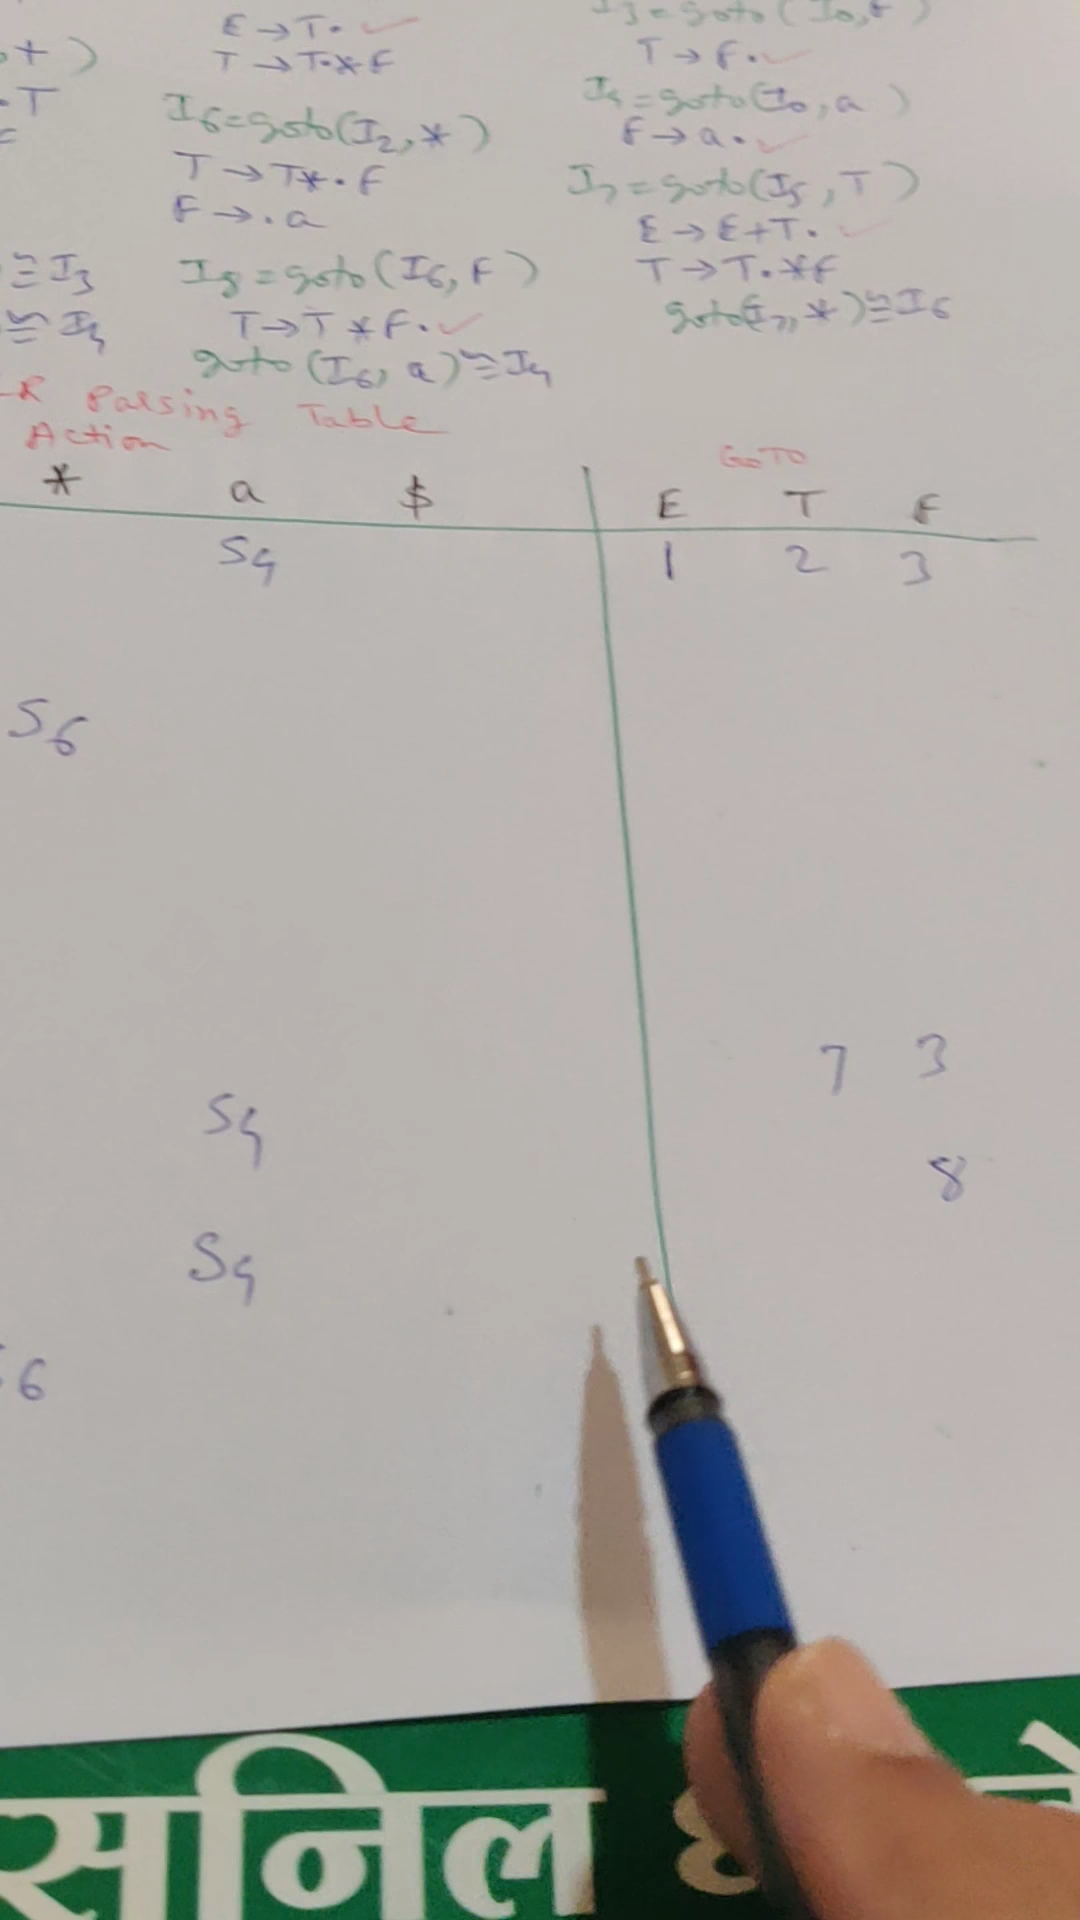 E→T. ✓
T→T.*F
I6=goto(I2,*)
T→T*.F
F→.a
I8=goto(I6,F)
T→T*F. ✓
goto(I6,a)≅I4
+)
.T
≅I3
≅I4
I3=goto(I0,F)
T→F. ✓
I4=goto(I0,a)
F→a. ✓
I7=goto(I5,T)
E→E+T. ✓
T→T.*F
goto(I7,*)≅I6
R Parsing Table
Action GOTO
* a $ E T F
S4 1 2 3
S6
7 3
S4
8
S4
6
सुनिल